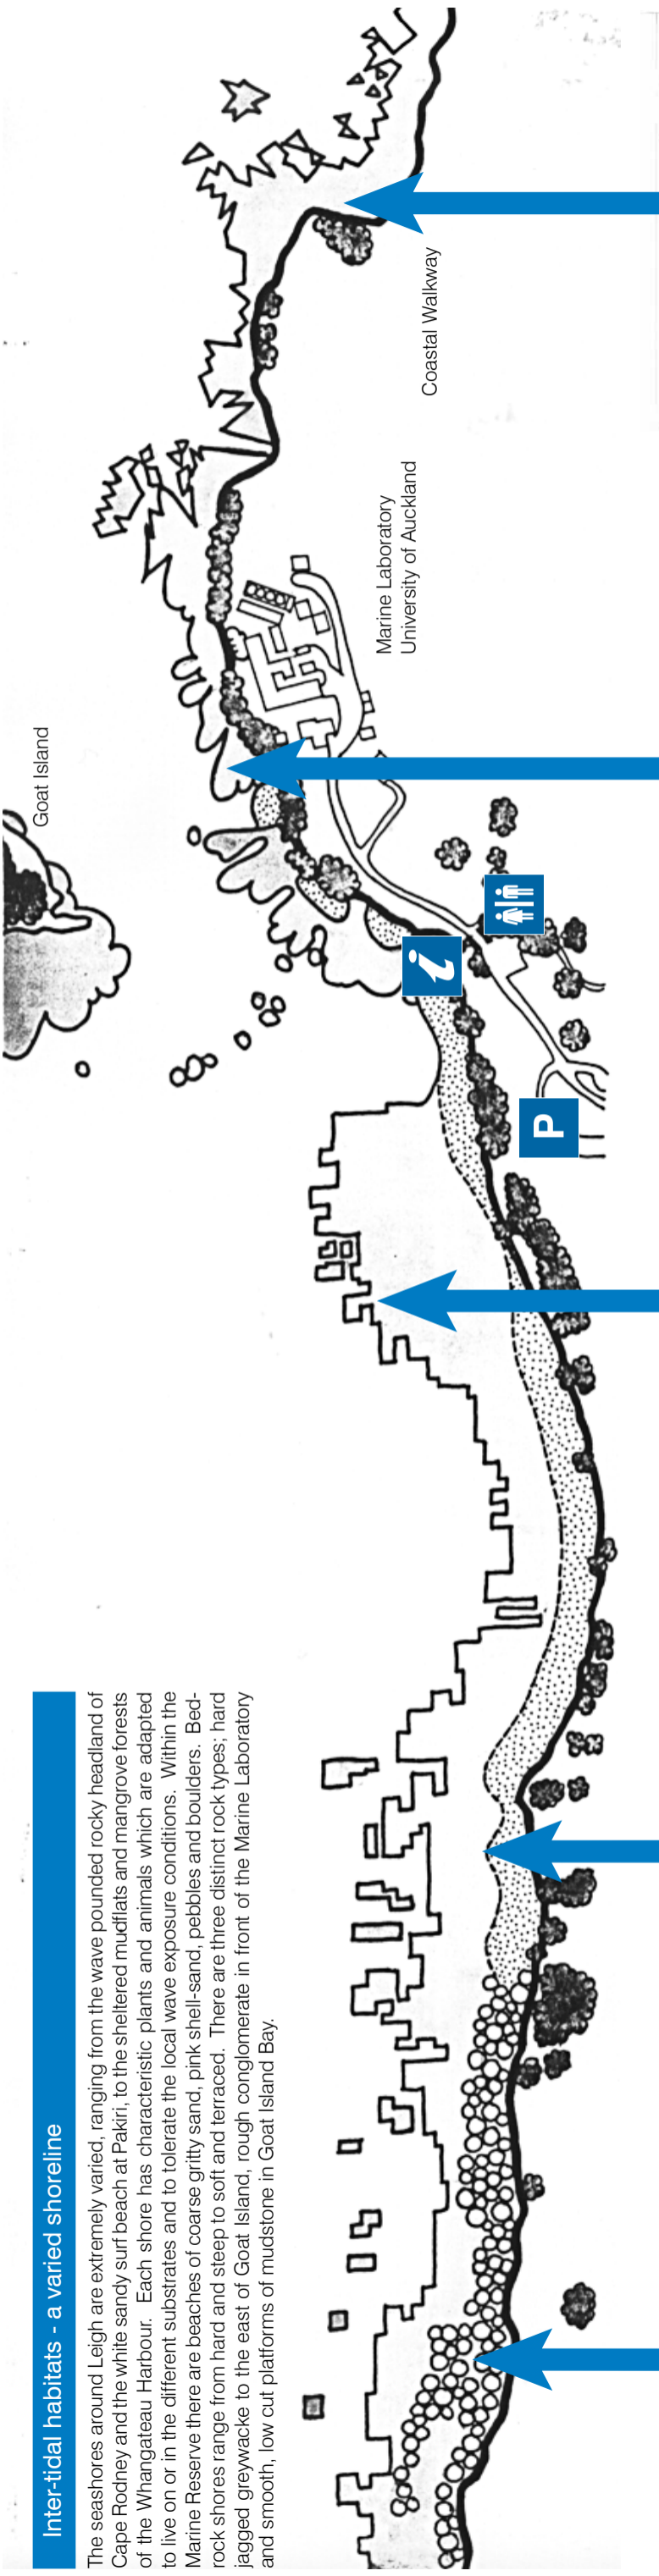 Inter-tidal habitats - a varied shoreline
The seashores around Leigh are extremely varied, ranging from the wave pounded rocky headland of
Cape Rodney and the white sandy surf beach at Pakiri, to the sheltered mudflats and mangrove forests
of the Whangateau Harbour.  Each shore has characteristic plants and animals which are adapted
to live on or in the different substrates and to tolerate the local wave exposure conditions.  Within the
Marine Reserve there are beaches of coarse gritty sand, pink shell-sand, pebbles and boulders.  Bed-
rock shores range from hard and steep to soft and terraced.  There are three distinct rock types; hard
jagged greywacke to the east of Goat Island, rough conglomerate in front of the Marine Laboratory
and smooth, low cut platforms of mudstone in Goat Island Bay.
Goat Island
P
i
Marine Laboratory
University of Auckland
Coastal Walkway